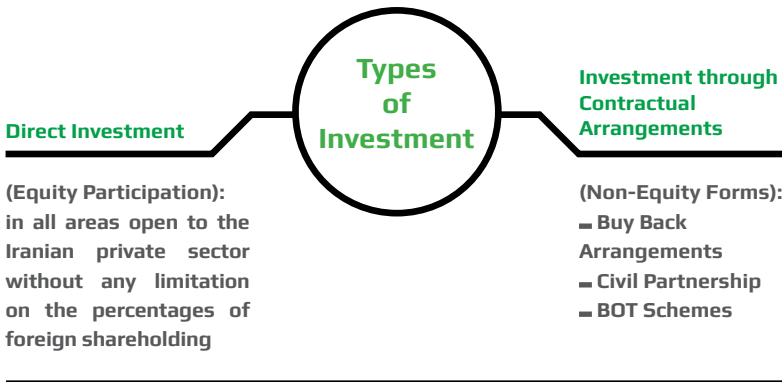 Types
of
Investment
Direct Investment
(Equity Participation):
in all areas open to the
Iranian private sector
without any limitation
on the percentages of
foreign shareholding
Investment through
Contractual
Arrangements
(Non-Equity Forms):
- Buy Back
Arrangements
- Civil Partnership
- BOT Schemes